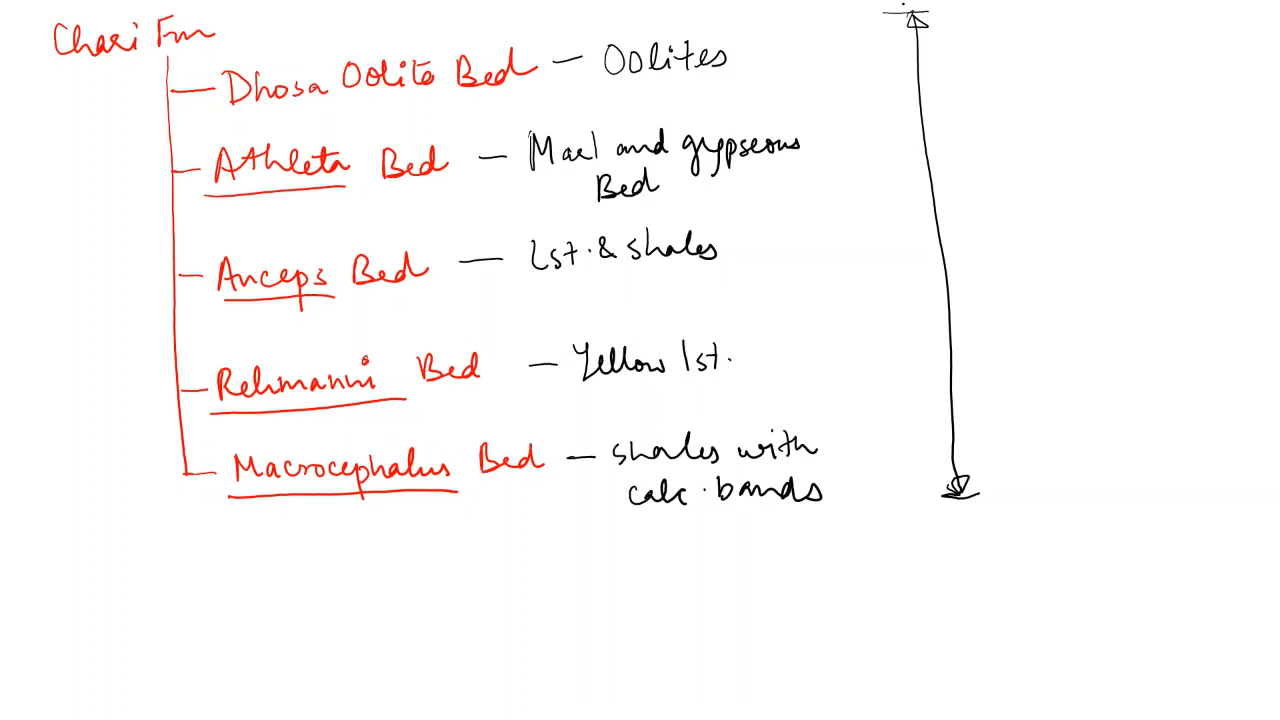 Chari Fm
Dhosa Oolite Bed - Oolites
Athleta Bed - Marl and gypseous
Bed
Anceps Bed - lst. & shales
Rehmanni Bed - Yellow lst.
Macrocephalus Bed - shales with
calc. bands